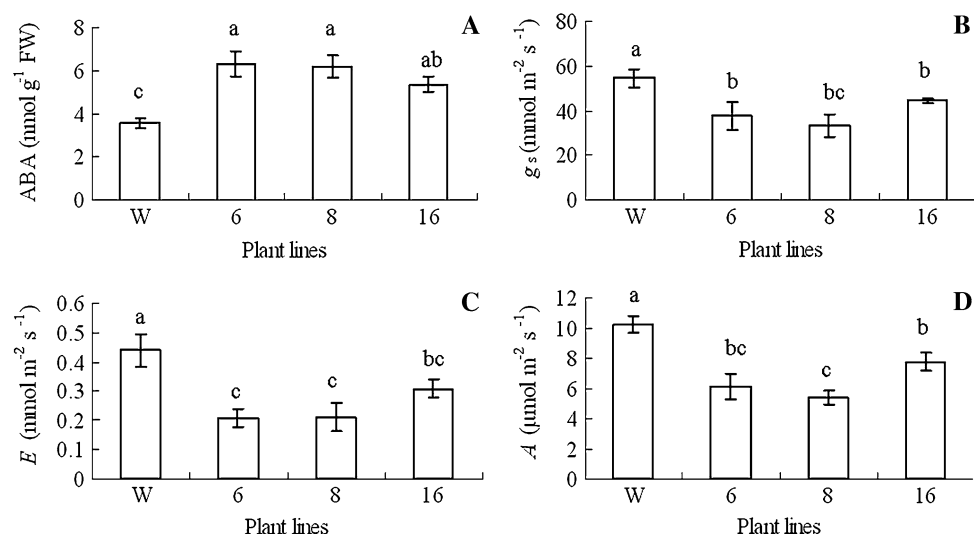 A
ABA (nmol g⁻¹ FW)
8
6
4
2
0
c
a
a
ab
W 6 8 16
Plant lines
B
gs (mmol m⁻² s⁻¹)
80
60
40
20
0
a
b
bc
b
W 6 8 16
Plant lines
C
E (mmol m⁻² s⁻¹)
0.6
0.5
0.4
0.3
0.2
0.1
0
a
c
c
bc
W 6 8 16
Plant lines
D
A (µmol m⁻² s⁻¹)
12
10
8
6
4
2
0
a
bc
c
b
W 6 8 16
Plant lines